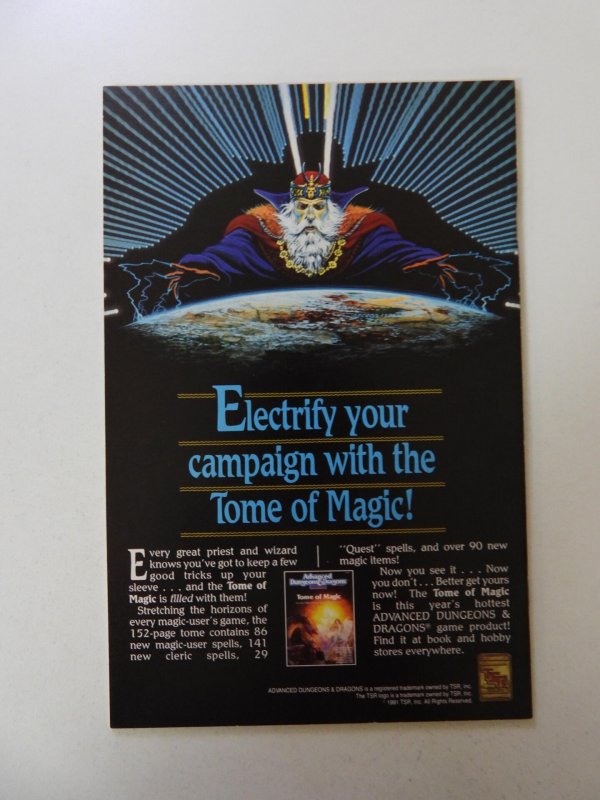 Electrify your
campaign with the
Tome of Magic!
Every great priest and wizard
knows you've got to keep a few
good tricks up your
sleeve . . . and the Tome of
Magic is filled with them!
Stretching the horizons of
every magic-user's game, the
152-page tome contains 86
new magic-user spells, 141
new cleric spells, 29
"Quest" spells, and over 90 new
magic items!
Now you see it . . . . Now
you don't . . . Better get yours
now! The Tome of Magic
is this year's hottest
ADVANCED DUNGEONS &
DRAGONS® game product!
Find it at book and hobby
stores everywhere.
Advanced
Dungeons & Dragons
Tome of Magic
TSR
ADVANCED DUNGEONS & DRAGONS is a registered trademark owned by TSR, Inc.
The TSR logo is a trademark owned by TSR, Inc.
1991 TSR, Inc. All Rights Reserved.